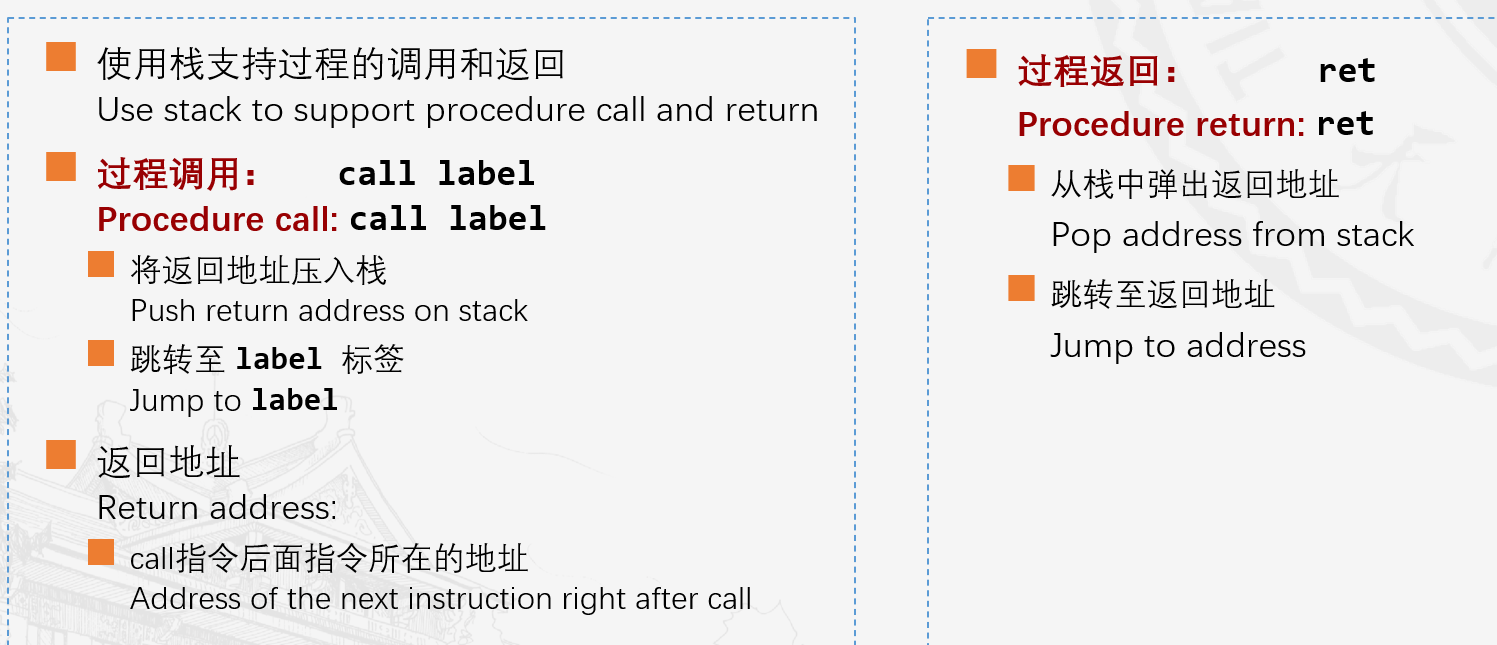 使用栈支持过程的调用和返回
Use stack to support procedure call and return
过程调用： call label
Procedure call: call label
将返回地址压入栈
Push return address on stack
跳转至 label 标签
Jump to label
返回地址
Return address:
call指令后面指令所在的地址
Address of the next instruction right after call
过程返回： ret
Procedure return: ret
从栈中弹出返回地址
Pop address from stack
跳转至返回地址
Jump to address